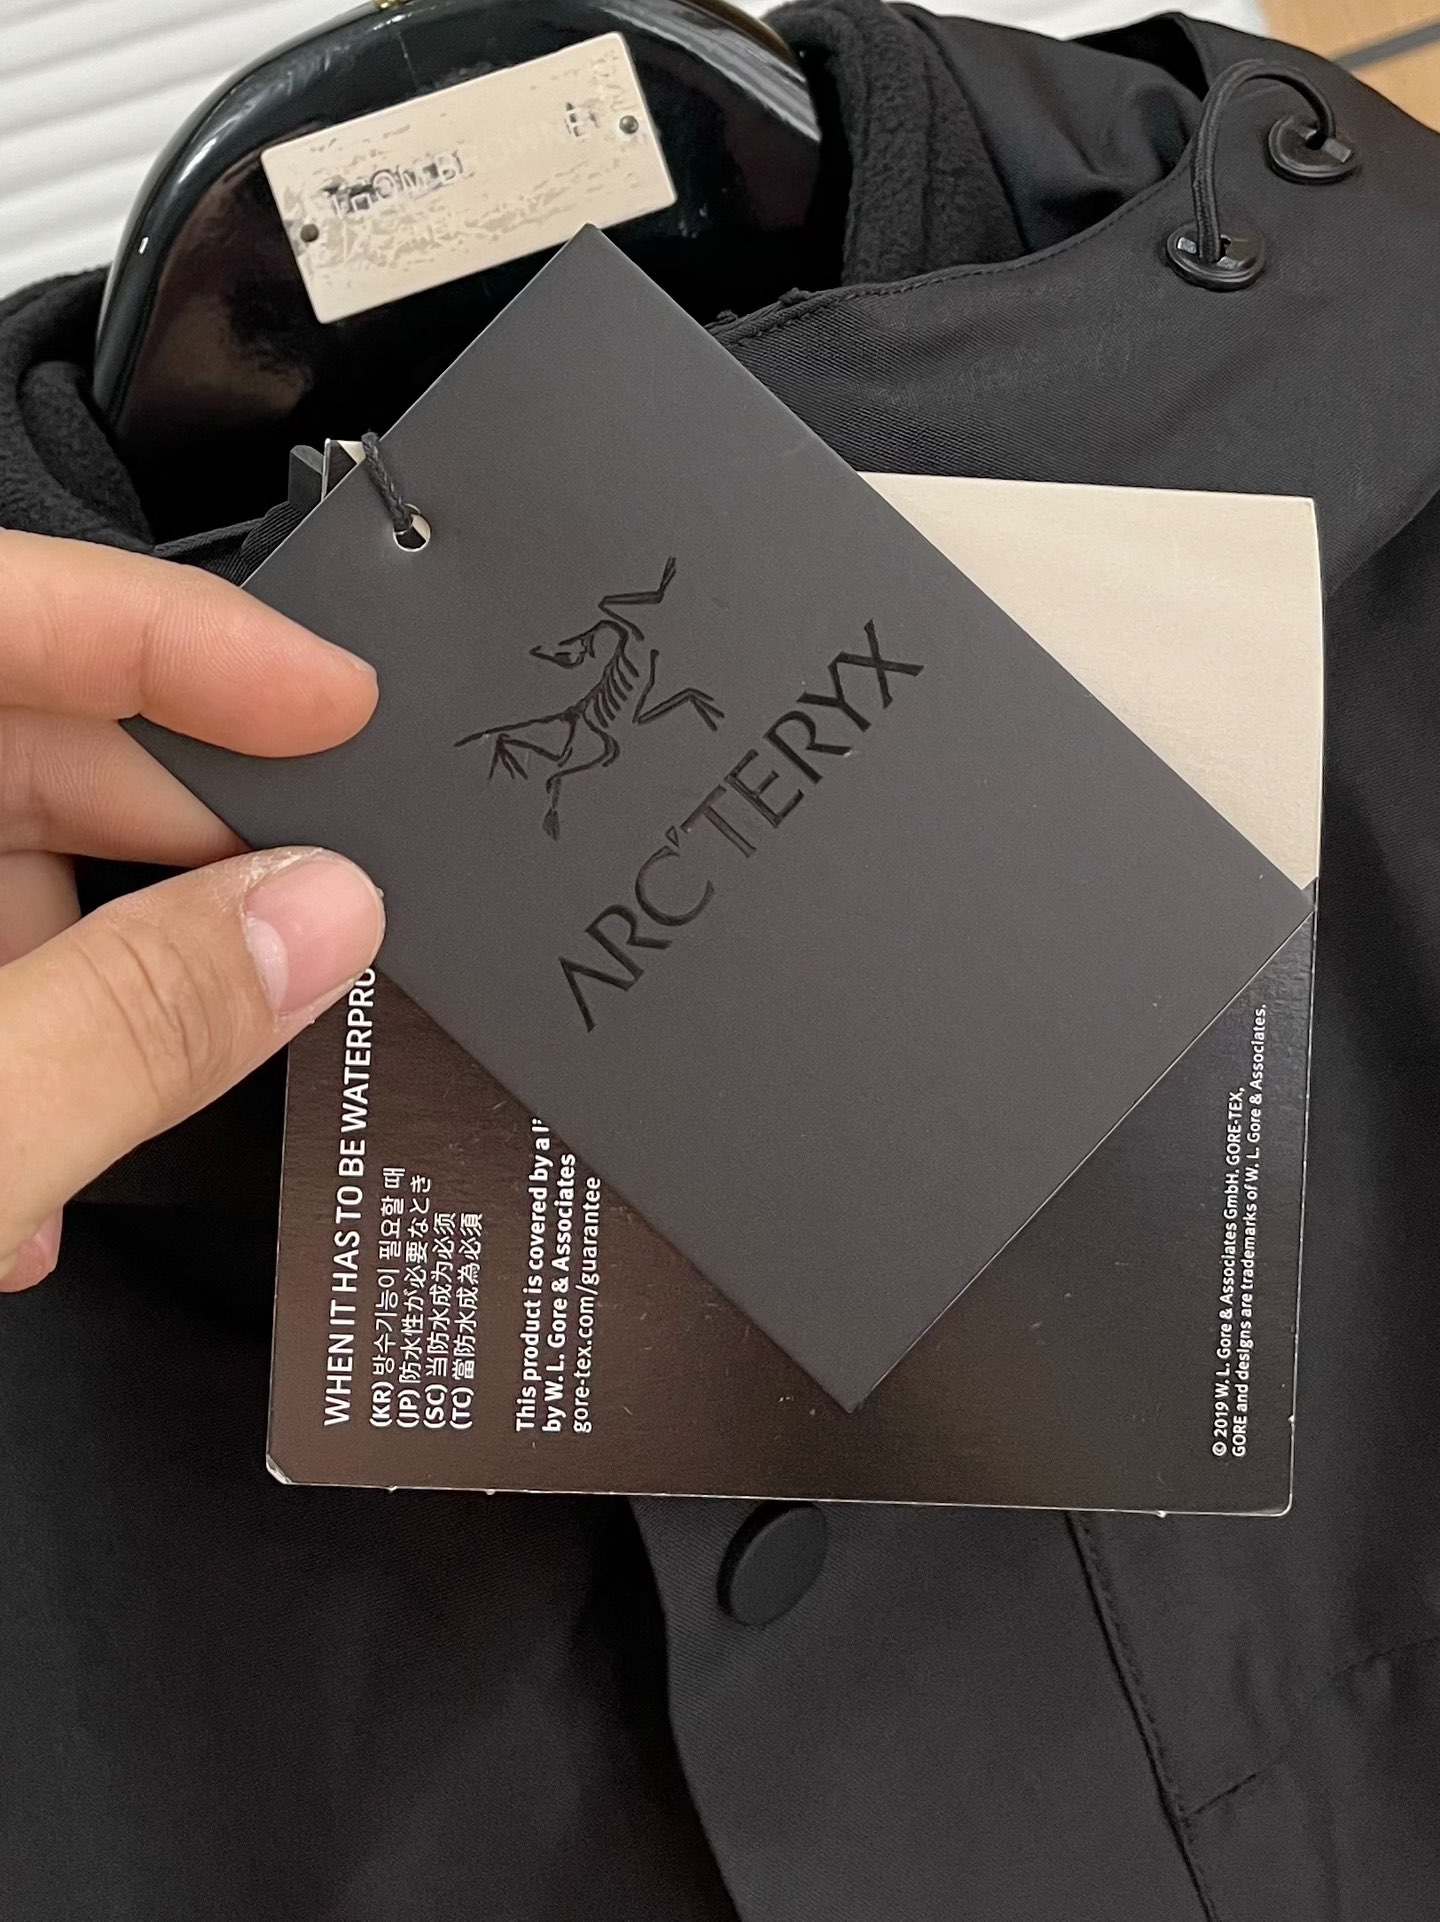 THOM B
ARC'TERYX
WHEN IT HAS TO BE WATERPRO
(KR) 방수기능이 필요할 때
(JP) 防水性が必要なとき
(SC) 当防水成为必须
(TC) 當防水成為必須
This product is covered by a
by W. L. Gore & Associates
gore-tex.com/guarantee
© 2019 W. L. Gore & Associates GmbH. GORE-TEX,
GORE and designs are trademarks of W. L. Gore & Associates.